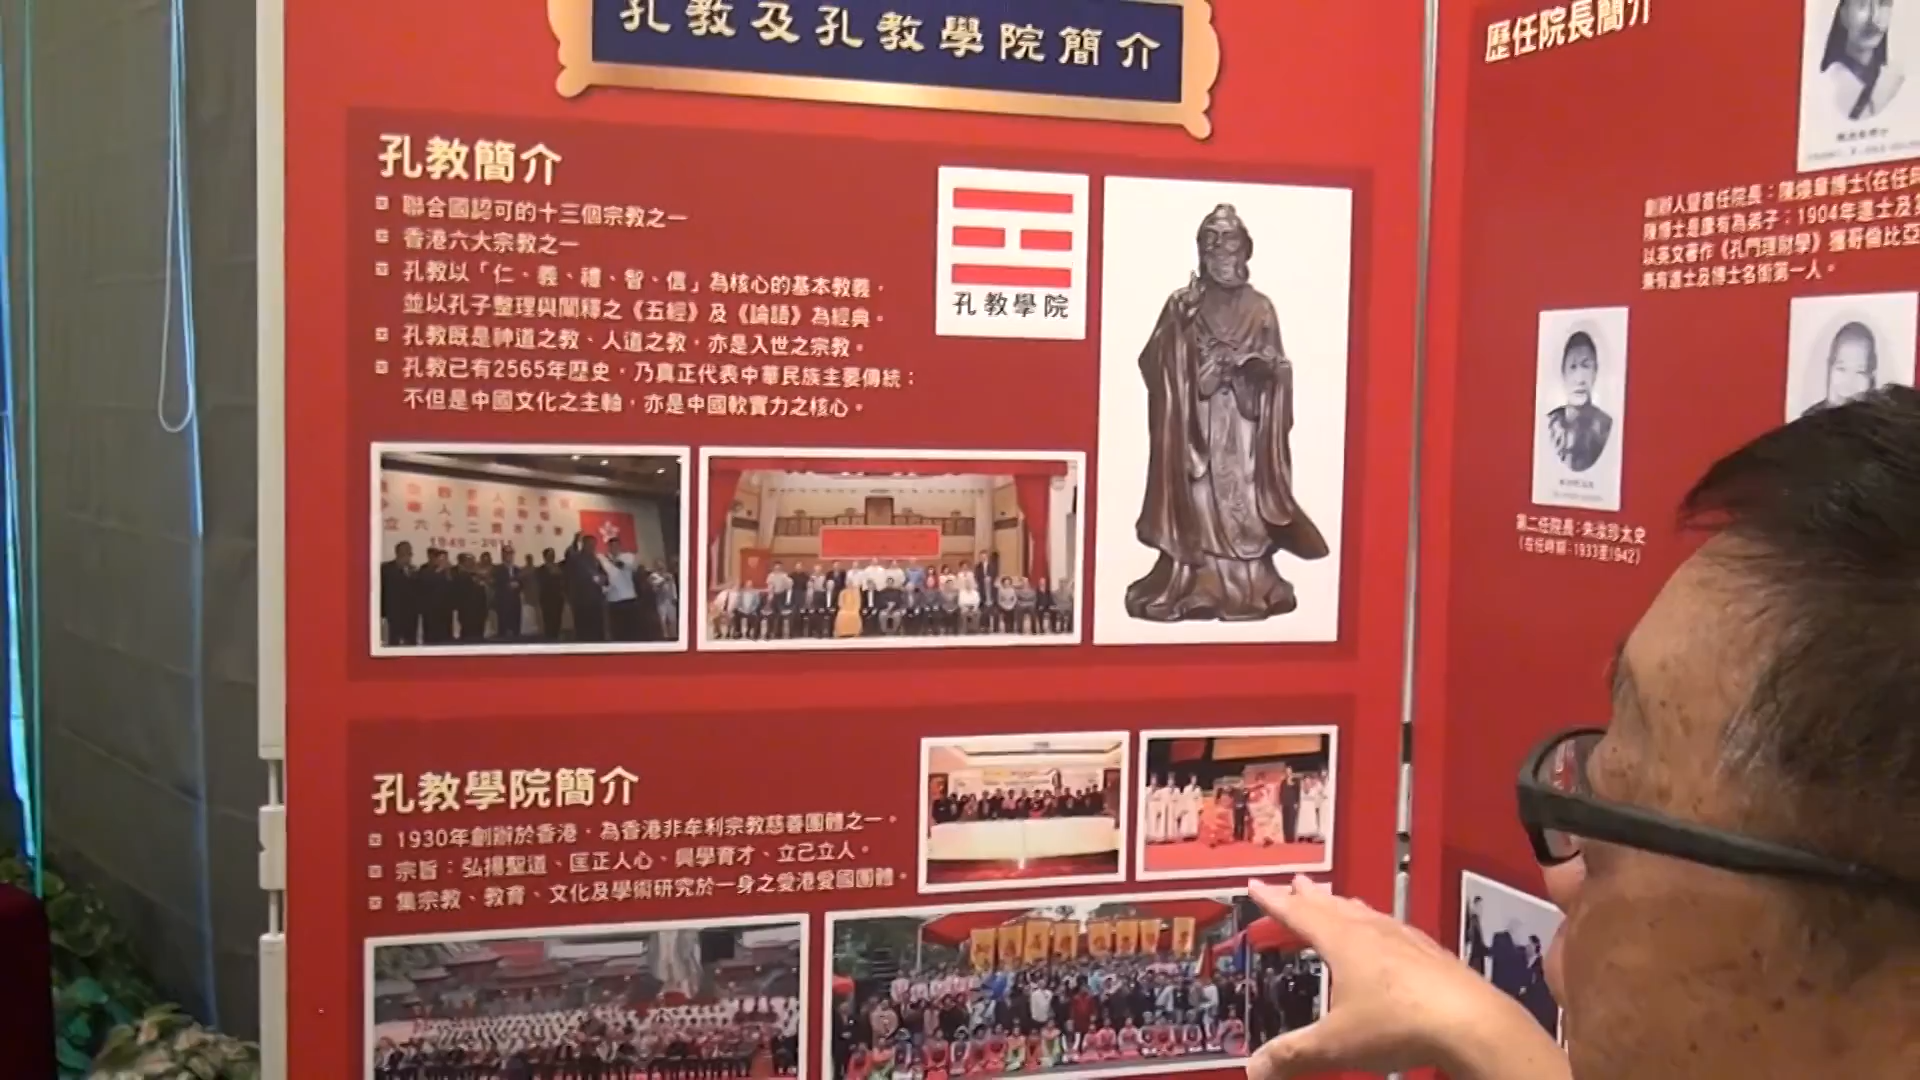 孔教及孔教學院簡介
孔教簡介
聯合國認可的十三個宗教之一
香港六大宗教之一
孔教以「仁、義、禮、智、信」為核心的基本教義，
並以孔子整理與闡釋之《五經》及《論語》為經典。
孔教既是神道之教、人道之教，亦是入世之宗教。
孔教已有2565年歷史，乃真正代表中華民族主要傳統；
不但是中國文化之主軸，亦是中國軟實力之核心。
孔教學院
孔教學院簡介
1930年創辦於香港，為香港非牟利宗教慈善團體之一。
宗旨：弘揚聖道、匡正人心、興學育才、立己立人。
集宗教、教育、文化及學術研究於一身之愛港愛國團體。
歷任院長簡介
創辦人暨首任院長：陳煥章博士(在任
陳博士是康有為弟子；1904年進士及
以英文著作《孔門理財學》獲哥倫比亞
兼有進士及博士名銜第一人。
第二任院長：朱汝珍太史
(在任時期：1933至1942)